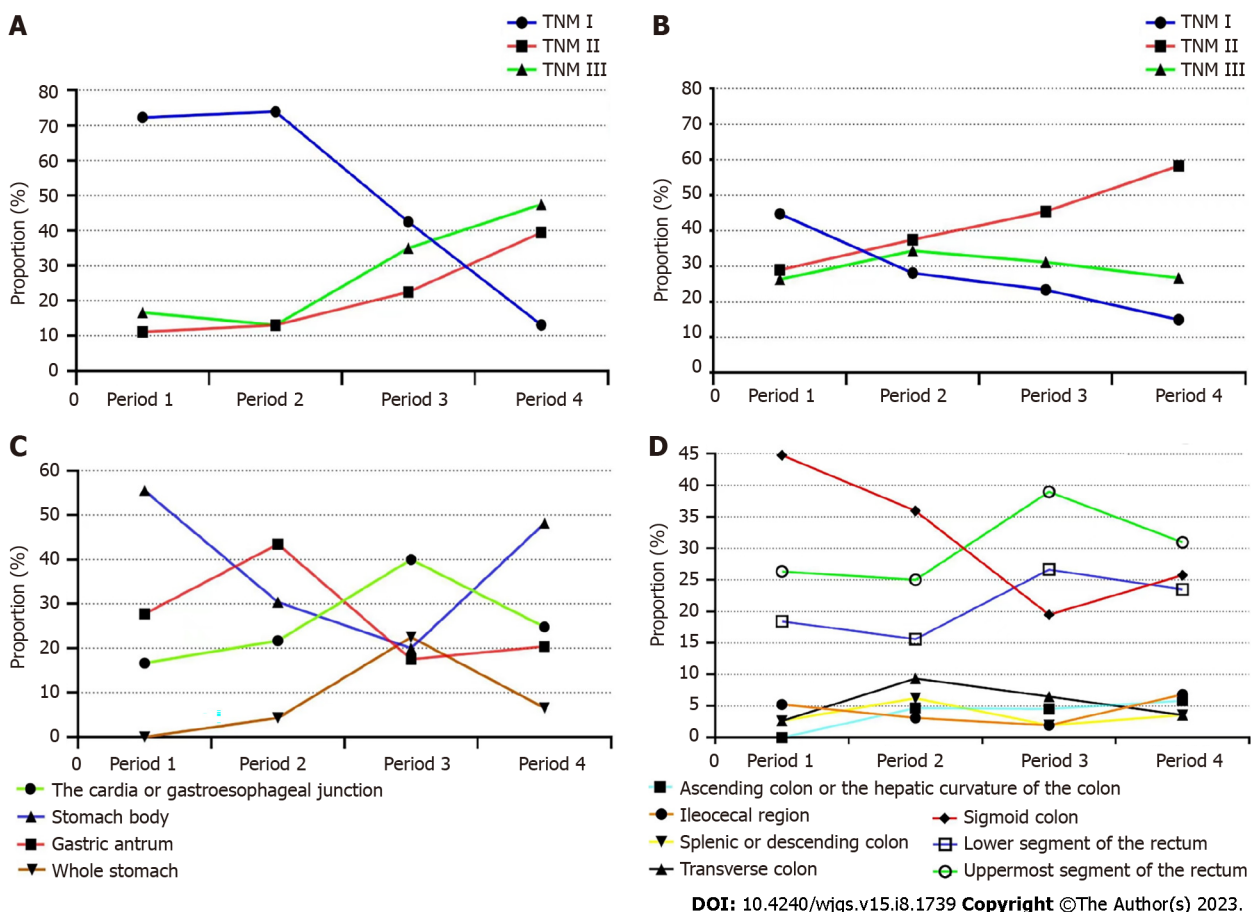 A
TNM I
TNM II
TNM III
Proportion (%)
80
70
60
50
40
30
20
10
0
0 Period 1 Period 2 Period 3 Period 4
B
TNM I
TNM II
TNM III
Proportion (%)
80
70
60
50
40
30
20
10
0
0 Period 1 Period 2 Period 3 Period 4
C
Proportion (%)
60
50
40
30
20
10
0
0 Period 1 Period 2 Period 3 Period 4
The cardia or gastroesophageal junction
Stomach body
Gastric antrum
Whole stomach
D
Proportion (%)
45
40
35
30
25
20
15
10
5
0
0 Period 1 Period 2 Period 3 Period 4
Ascending colon or the hepatic curvature of the colon
Ileocecal region
Splenic or descending colon
Transverse colon
Sigmoid colon
Lower segment of the rectum
Uppermost segment of the rectum
DOI: 10.4240/wjgs.v15.i8.1739 Copyright ©The Author(s) 2023.